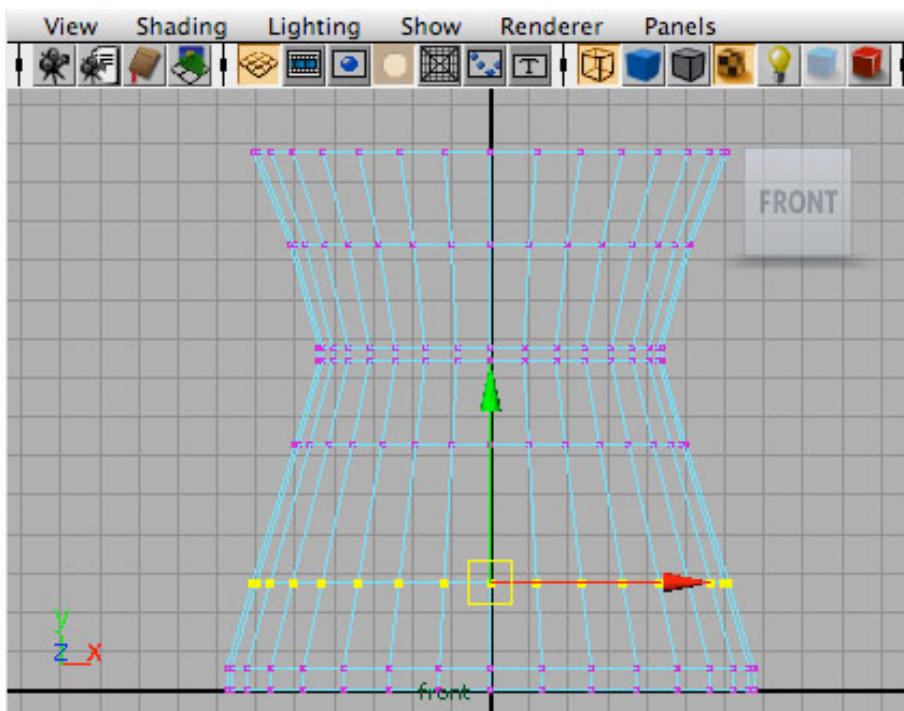 View Shading Lighting Show Renderer Panels
T
FRONT
y
z x
front